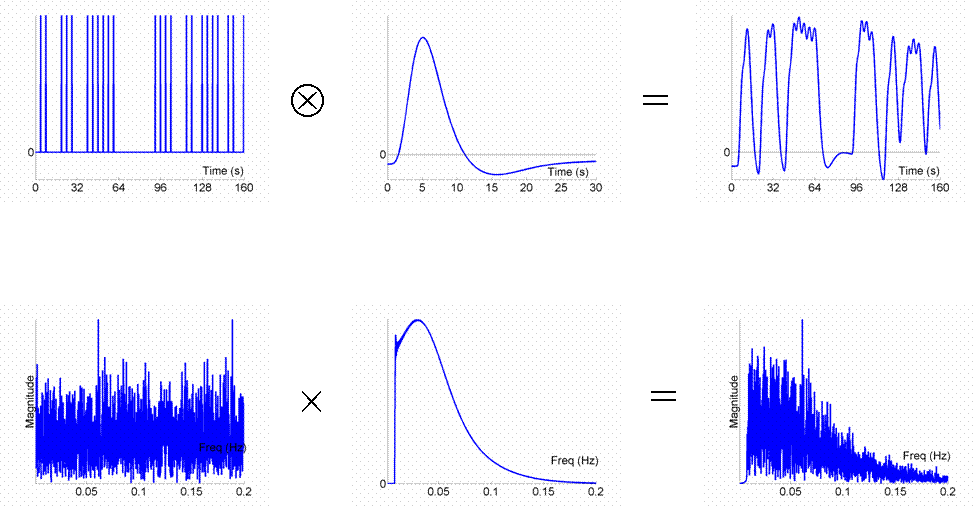 0
Time (s)
0 32 64 96 128 160
⊗
0
Time (s)
0 5 10 15 20 25 30
=
0
Time (s)
0 32 64 96 128 160
Magnitude
Freq (Hz)
0.05 0.1 0.15 0.2
×
0
Freq (Hz)
0.05 0.1 0.15 0.2
=
Magnitude
Freq (Hz)
0.05 0.1 0.15 0.2